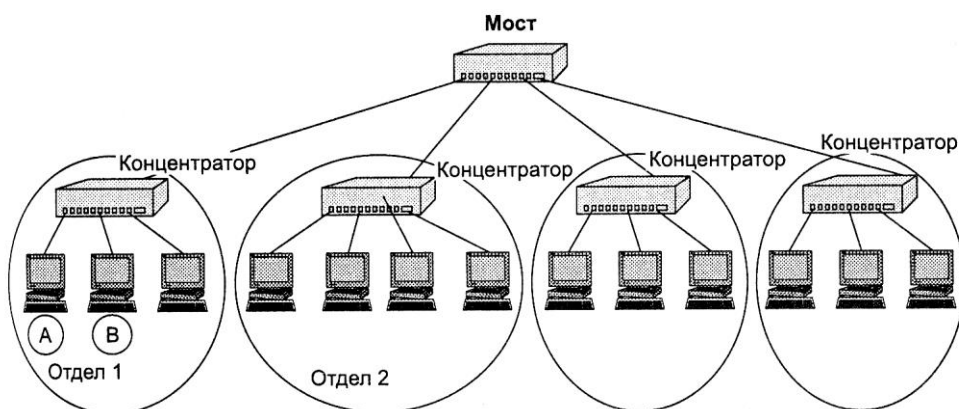 Мост
Концентратор
Концентратор
Концентратор
Концентратор
A
B
Отдел 1
Отдел 2